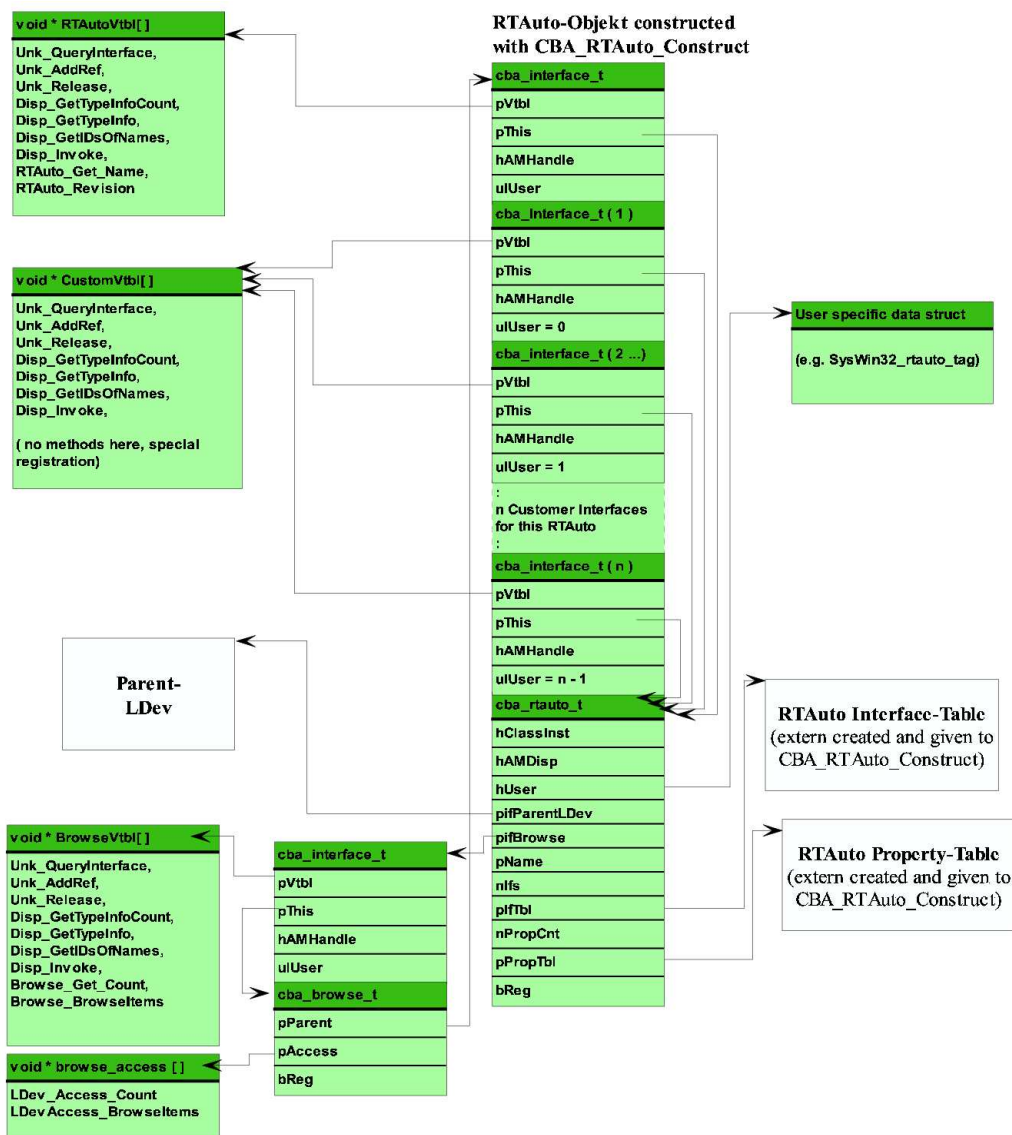 RTAuto-Objekt constructed
with CBA_RTAuto_Construct
void * RTAutoVtbl[ ]
Unk_QueryInterface,
Unk_AddRef,
Unk_Release,
Disp_GetTypeInfoCount,
Disp_GetTypeInfo,
Disp_GetIDsOfNames,
Disp_Invoke,
RTAuto_Get_Name,
RTAuto_Revision
void * CustomVtbl[ ]
Unk_QueryInterface,
Unk_AddRef,
Unk_Release,
Disp_GetTypeInfoCount,
Disp_GetTypeInfo,
Disp_GetIDsOfNames,
Disp_Invoke,
( no methods here, special
registration)
Parent-
LDev
void * BrowseVtbl[ ]
Unk_QueryInterface,
Unk_AddRef,
Unk_Release,
Disp_GetTypeInfoCount,
Disp_GetTypeInfo,
Disp_GetIDsOfNames,
Disp_Invoke,
Browse_Get_Count,
Browse_BrowseItems
void * browse_access [ ]
LDev_Access_Count
LDevAccess_BrowseItems
cba_interface_t
pVtbl
pThis
hAMHandle
ulUser
cba_browse_t
pParent
pAccess
bReg
cba_interface_t
pVtbl
pThis
hAMHandle
ulUser
cba_interface_t ( 1 )
pVtbl
pThis
hAMHandle
ulUser = 0
cba_interface_t ( 2 ...)
pVtbl
pThis
hAMHandle
ulUser = 1
:
n Customer Interfaces
for this RTAuto
:
cba_interface_t ( n )
pVtbl
pThis
hAMHandle
ulUser = n - 1
cba_rtauto_t
hClassInst
hAMDisp
hUser
pifParentLDev
pifBrowse
pName
nIfs
pIfTbl
nPropCnt
pPropTbl
bReg
User specific data struct
(e.g. SysWin32_rtauto_tag)
RTAuto Interface-Table
(extern created and given to
CBA_RTAuto_Construct)
RTAuto Property-Table
(extern created and given to
CBA_RTAuto_Construct)